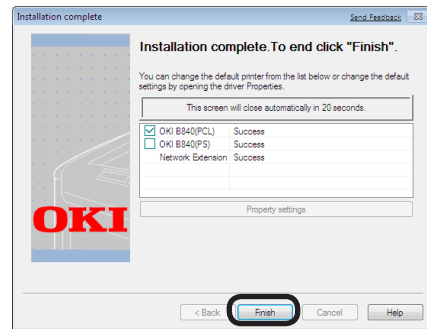 Installation complete
Send Feedback
Installation complete.To end click "Finish".
You can change the default printer from the list below or change the default
settings by opening the driver Properties.
This screen will close automatically in 20 seconds.
OKI B840(PCL) Success
OKI B840(PS) Success
Network Extension Success
OKI
Property settings
< Back Finish Cancel Help